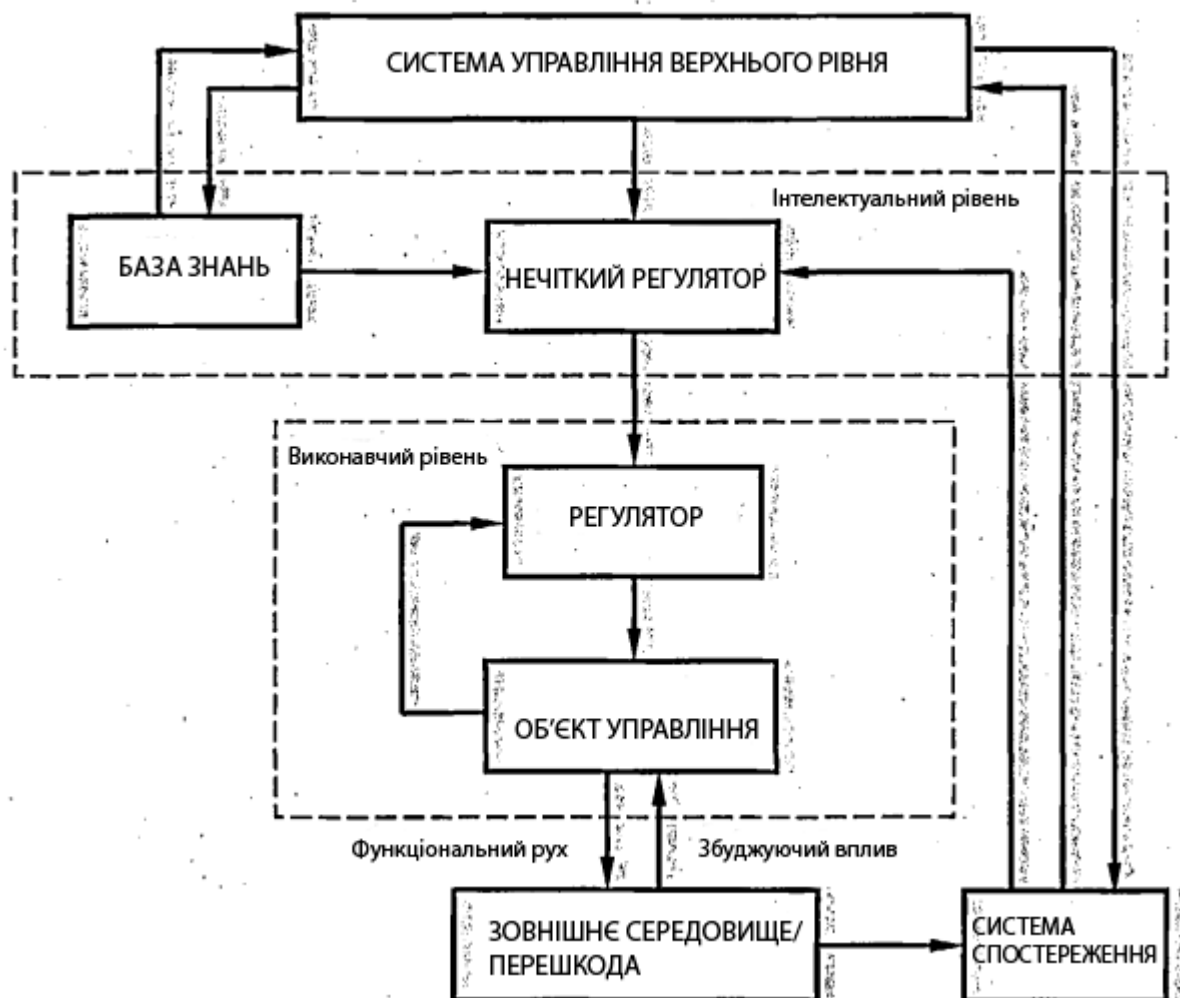 СИСТЕМА УПРАВЛІННЯ ВЕРХНЬОГО РІВНЯ
Інтелектуальний рівень
БАЗА ЗНАНЬ
НЕЧІТКИЙ РЕГУЛЯТОР
Виконавчий рівень
РЕГУЛЯТОР
ОБ’ЄКТ УПРАВЛІННЯ
Функціональний рух
Збуджуючий вплив
ЗОВНІШНЄ СЕРЕДОВИЩЕ/
ПЕРЕШКОДА
СИСТЕМА
СПОСТЕРЕЖЕННЯ